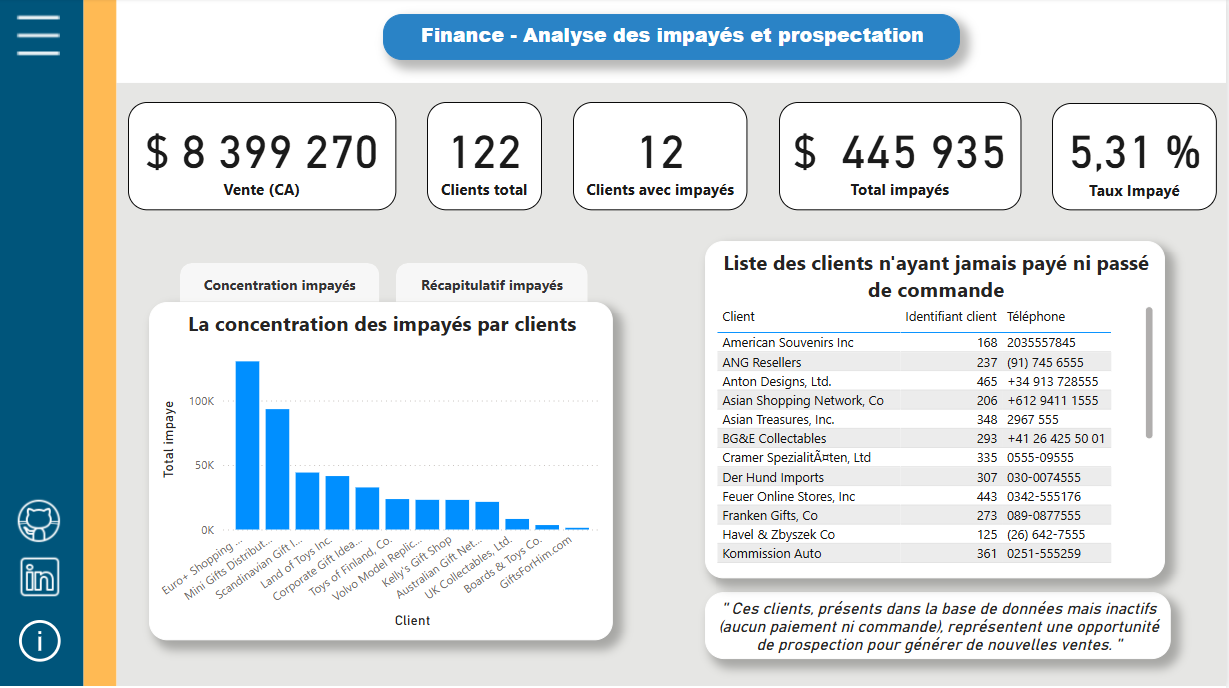 Finance - Analyse des impayés et prospectation
$ 8 399 270
Vente (CA)
122
Clients total
12
Clients avec impayés
$ 445 935
Total impayés
5,31 %
Taux Impayé
Concentration impayés
Récapitulatif impayés
La concentration des impayés par clients
Total impaye
100K
50K
0K
Euro+ Shopping ...
Mini Gifts Distribut...
Scandinavian Gift I...
Land of Toys Inc.
Corporate Gift Idea...
Toys of Finland, Co.
Volvo Model Replic...
Kelly's Gift Shop
Australian Gift Net...
UK Collectables, Ltd.
Boards & Toys Co.
GiftsForHim.com
Client
Liste des clients n'ayant jamais payé ni passé
de commande
Client Identifiant client Téléphone
American Souvenirs Inc 168 2035557845
ANG Resellers 237 (91) 745 6555
Anton Designs, Ltd. 465 +34 913 728555
Asian Shopping Network, Co 206 +612 9411 1555
Asian Treasures, Inc. 348 2967 555
BG&E Collectables 293 +41 26 425 50 01
Cramer SpezialitÃ¤ten, Ltd 335 0555-09555
Der Hund Imports 307 030-0074555
Feuer Online Stores, Inc 443 0342-555176
Franken Gifts, Co 273 089-0877555
Havel & Zbyszek Co 125 (26) 642-7555
Kommission Auto 361 0251-555259
" Ces clients, présents dans la base de données mais inactifs
(aucun paiement ni commande), représentent une opportunité
de prospection pour générer de nouvelles ventes. "
in
i